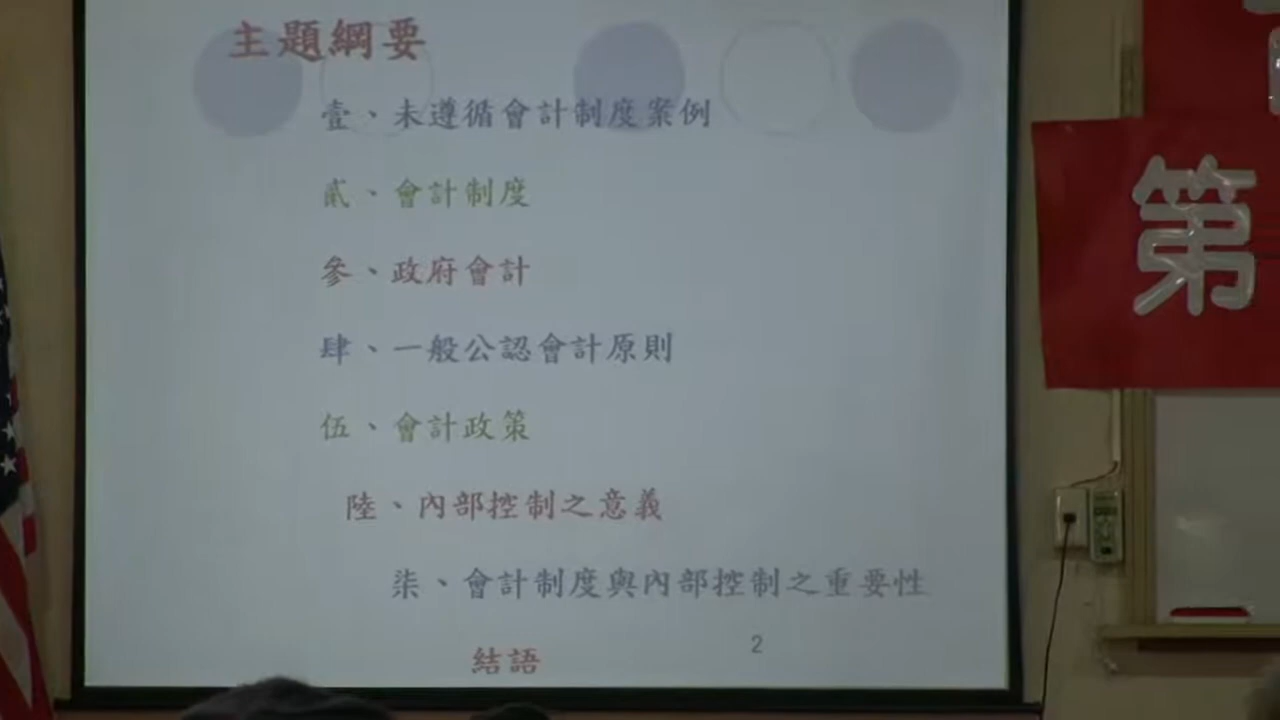 主題綱要
壹、未遵循會計制度案例
貳、會計制度
參、政府會計
肆、一般公認會計原則
伍、會計政策
陸、內部控制之意義
柒、會計制度與內部控制之重要性
結語
2
第